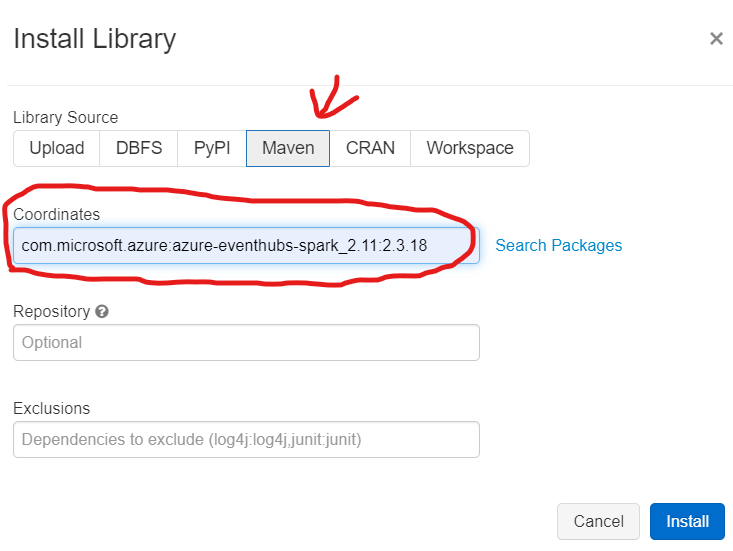 Install Library
×
Library Source
Upload DBFS PyPI Maven CRAN Workspace
Coordinates
com.microsoft.azure:azure-eventhubs-spark_2.11:2.3.18 Search Packages
Repository ?
Optional
Exclusions
Dependencies to exclude (log4j:log4j,junit:junit)
Cancel Install